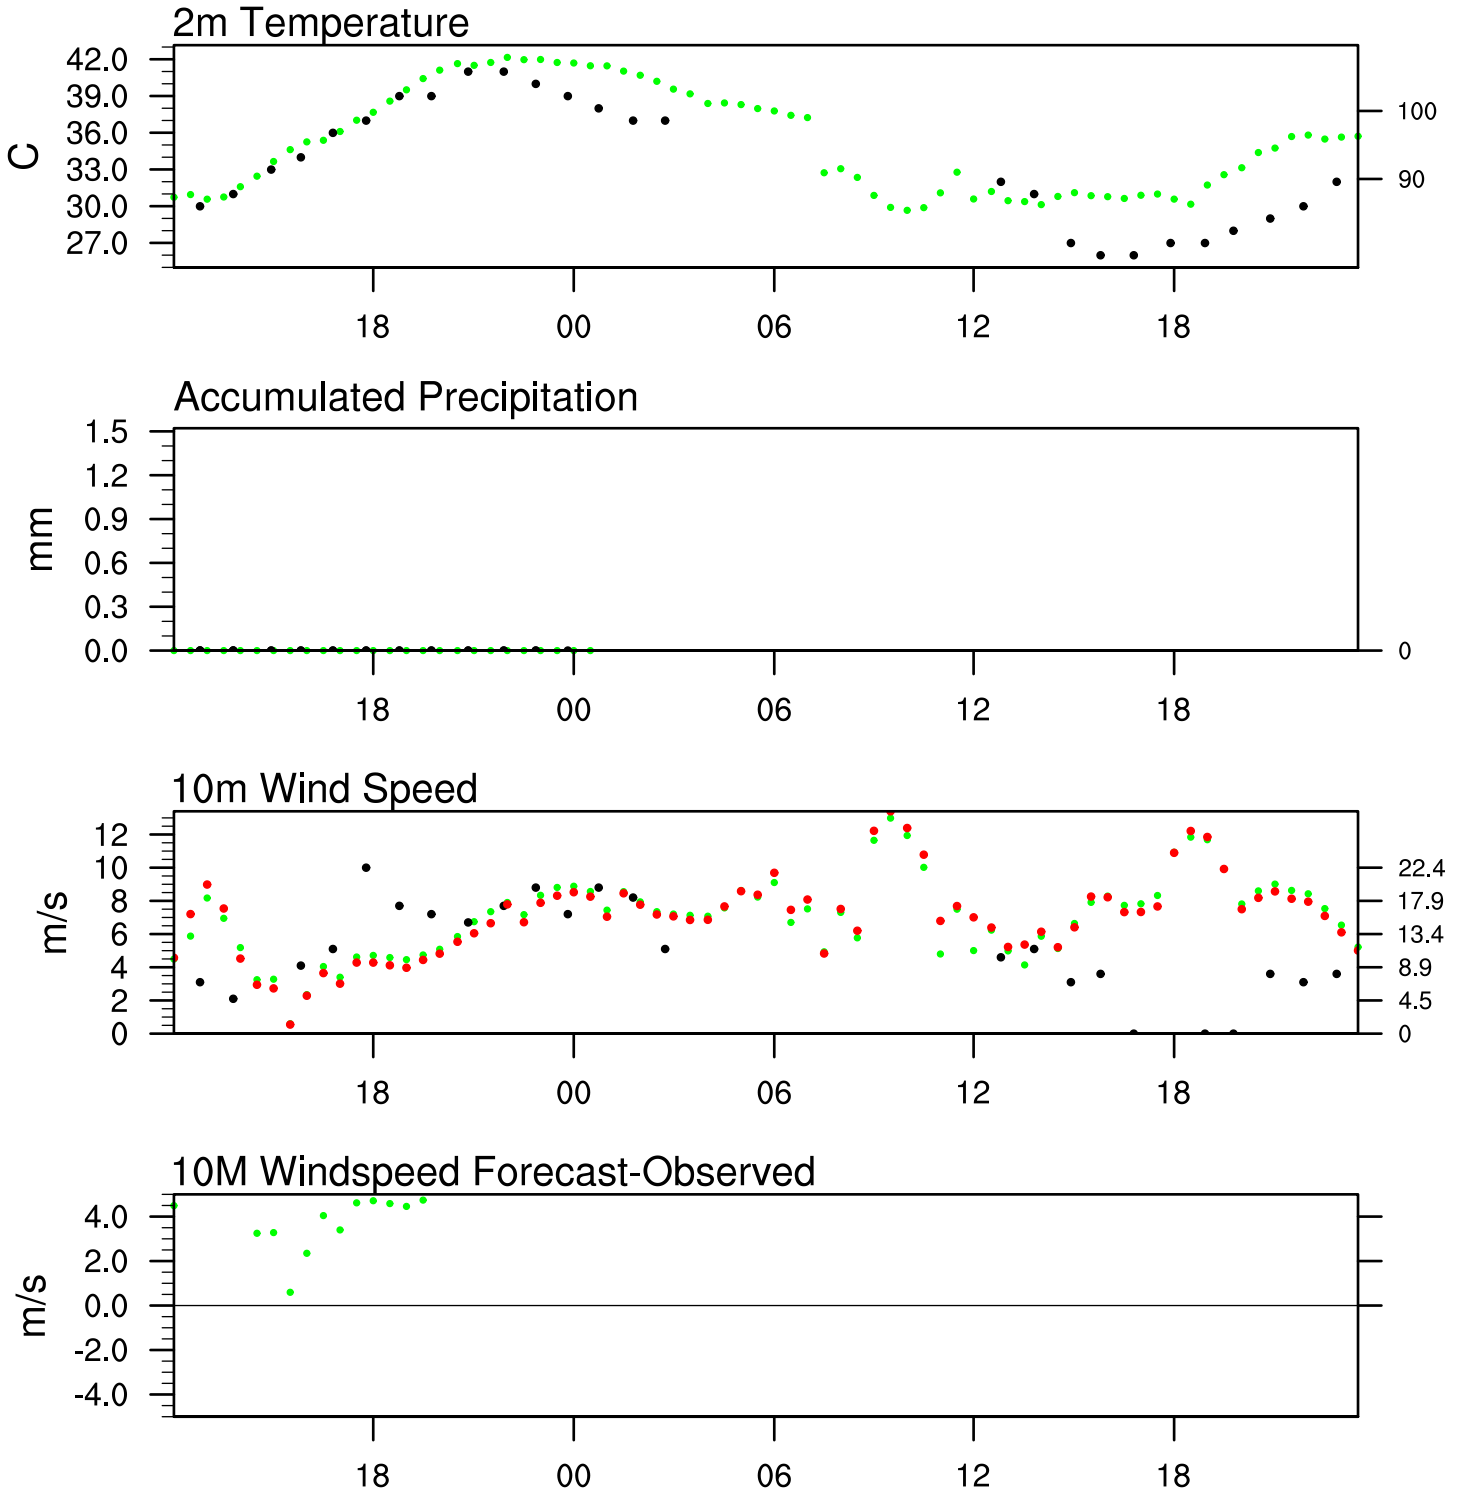 2m Temperature
42.0
39.0
36.0
33.0
30.0
27.0
C
100
90
18 00 06 12 18
Accumulated Precipitation
1.5
1.2
0.9
0.6
0.3
0.0
mm
0
18 00 06 12 18
10m Wind Speed
12
10
8
6
4
2
0
m/s
22.4
17.9
13.4
8.9
4.5
0
18 00 06 12 18
10M Windspeed Forecast-Observed
4.0
2.0
0.0
-2.0
-4.0
m/s
18 00 06 12 18